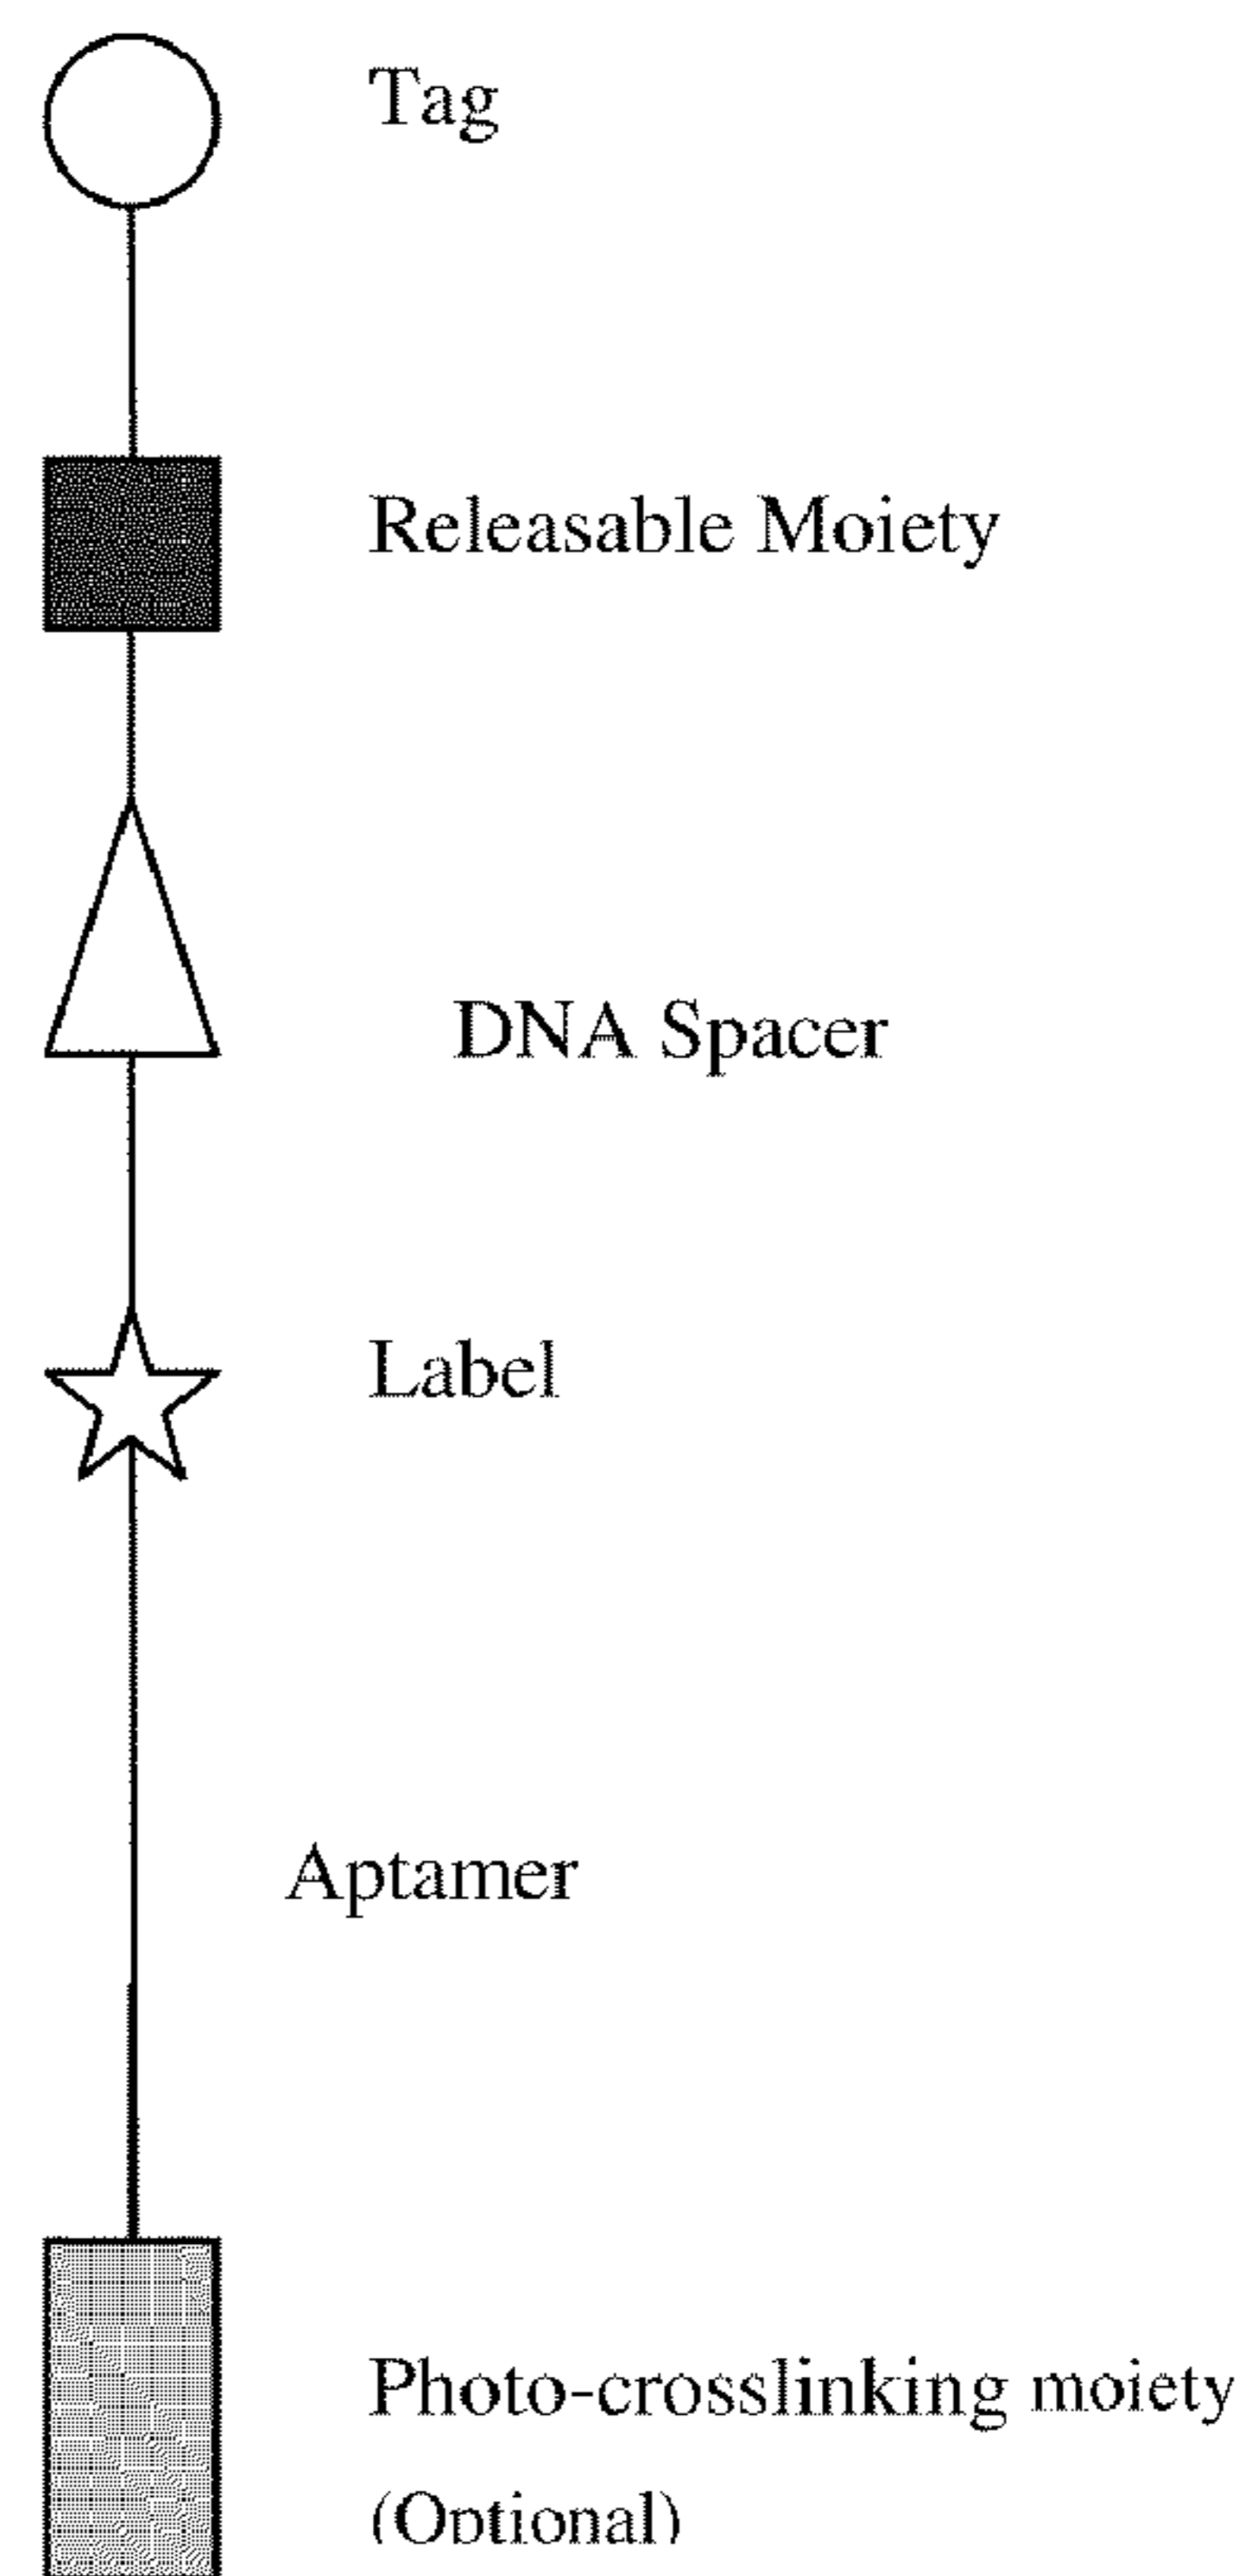 Tag
Releasable Moiety
DNA Spacer
Label
Aptamer
Photo-crosslinking moiety
(Optional)